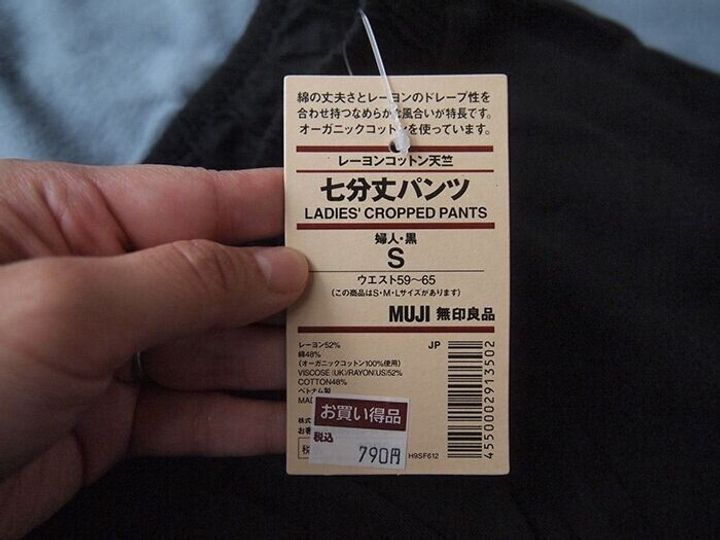 綿の丈夫さとレーヨンのドレープ性を
合わせ持つなめらかな風合いが特長です。
オーガニックコットンを使っています。
レーヨンコットン天竺
七分丈パンツ
LADIES' CROPPED PANTS
婦人・黒
S
ウエスト59〜65
(この商品はS・M・Lサイズがあります)
MUJI 無印良品
レーヨン52%
綿48%
(オーガニックコットン100%使用)
VISCOSE (UK)/RAYON(US)52%
COTTON48%
ベトナム製
JP
4550002913502
お買い得品
税込
790円
H9SF612